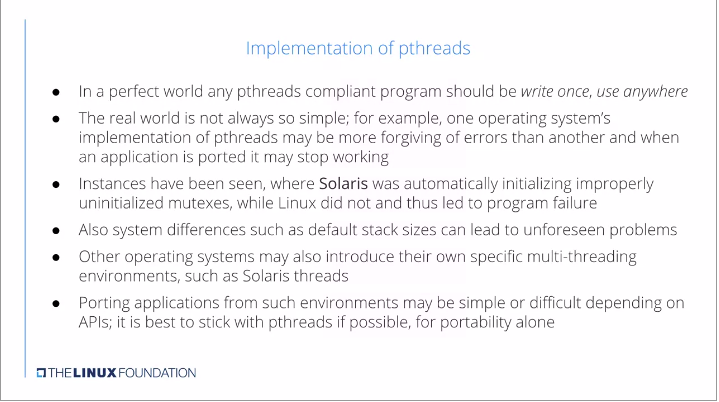 Implementation of pthreads
● In a perfect world any pthreads compliant program should be write once, use anywhere
● The real world is not always so simple; for example, one operating system's
implementation of pthreads may be more forgiving of errors than another and when
an application is ported it may stop working
● Instances have been seen, where Solaris was automatically initializing improperly
uninitialized mutexes, while Linux did not and thus led to program failure
● Also system differences such as default stack sizes can lead to unforeseen problems
● Other operating systems may also introduce their own specific multi-threading
environments, such as Solaris threads
● Porting applications from such environments may be simple or difficult depending on
APIs; it is best to stick with pthreads if possible, for portability alone
THE LINUX FOUNDATION